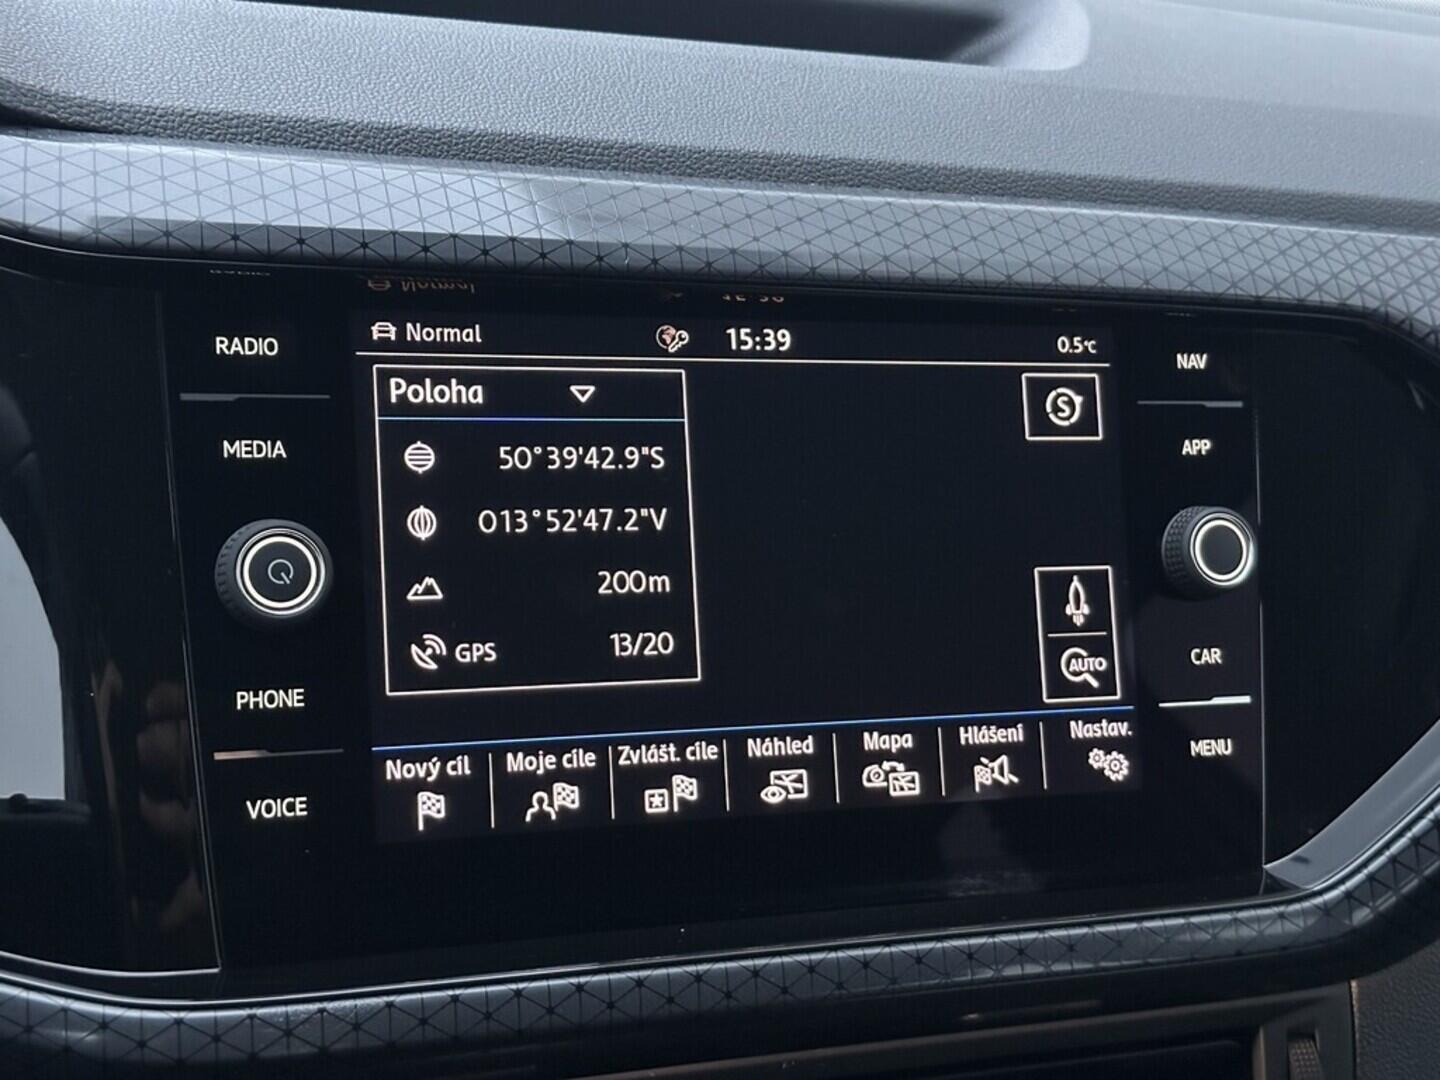 RADIO
MEDIA
PHONE
VOICE
Normal
15:39
0.5°C
Poloha
50°39'42.9"S
013°52'47.2"V
200m
GPS 13/20
S
AUTO
Nový cíl
Moje cíle
Zvlášt. cíle
Náhled
Mapa
Hlášení
Nastav.
NAV
APP
CAR
MENU